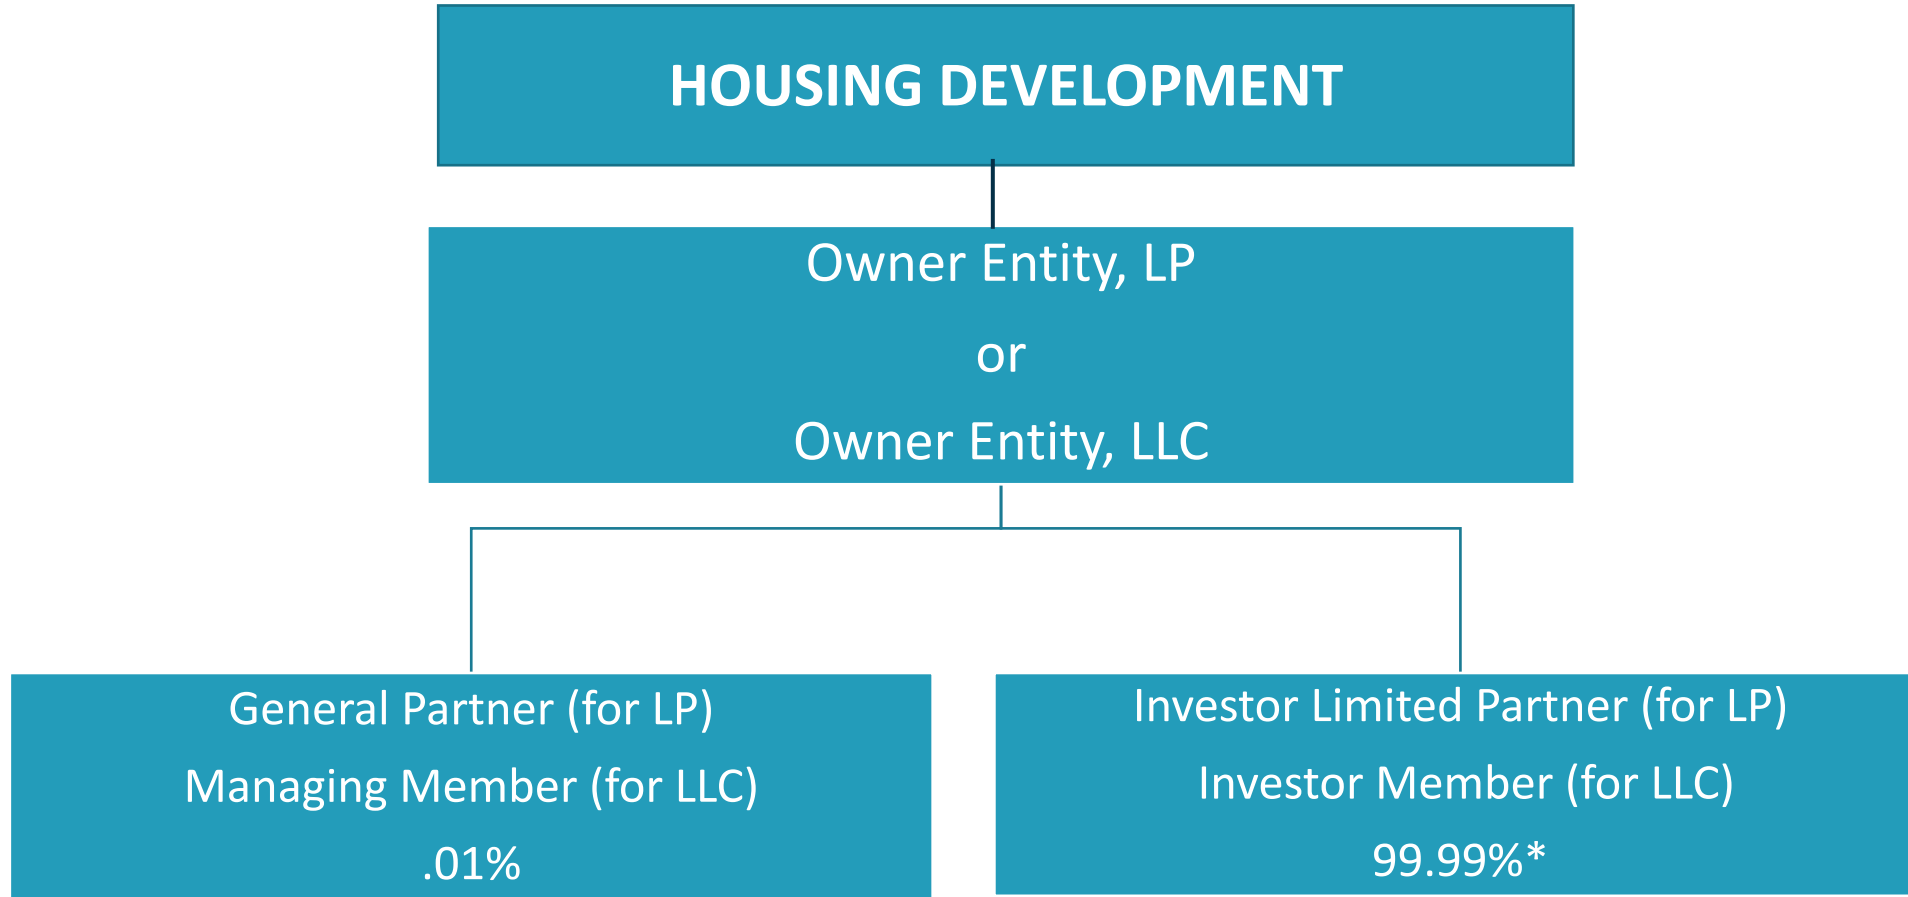 HOUSING DEVELOPMENT
Owner Entity, LP
or
Owner Entity, LLC
General Partner (for LP)
Managing Member (for LLC)
.01%
Investor Limited Partner (for LP)
Investor Member (for LLC)
99.99%*